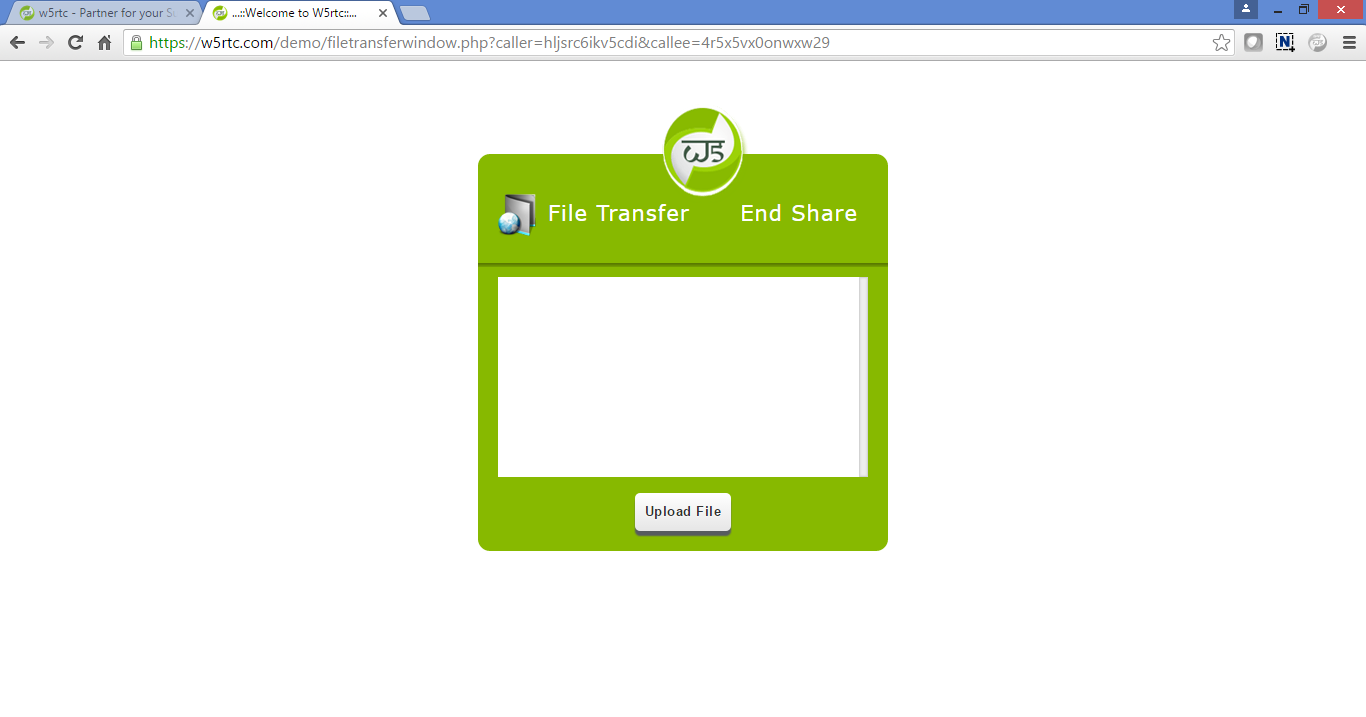 w5rtc - Partner for your Su
...::Welcome to W5rtc::...
https://w5rtc.com/demo/filetransferwindow.php?caller=hljsrc6ikv5cdi&callee=4r5x5vx0onwxw29
N
File Transfer
End Share
Upload File